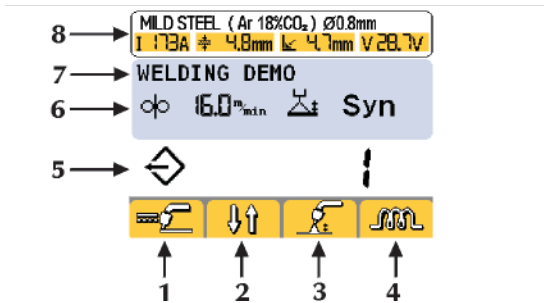 8 MILD STEEL ( Ar 18%CO₂ ) Ø0.8mm
I 173A 4.8mm 4.7mm V 28.7V
7 WELDING DEMO
6 16.0 m/min Syn
5 1
1 2 3 4